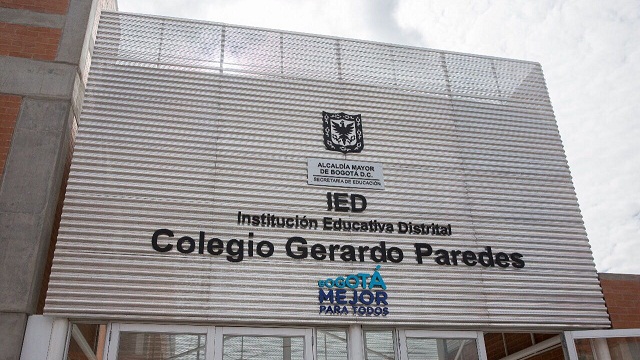 ALCALDÍA MAYOR
DE BOGOTÁ D.C.
SECRETARÍA DE EDUCACIÓN
IED
Institución Educativa Distrital
Colegio Gerardo Paredes
BOGOTÁ
MEJOR
PARA TODOS